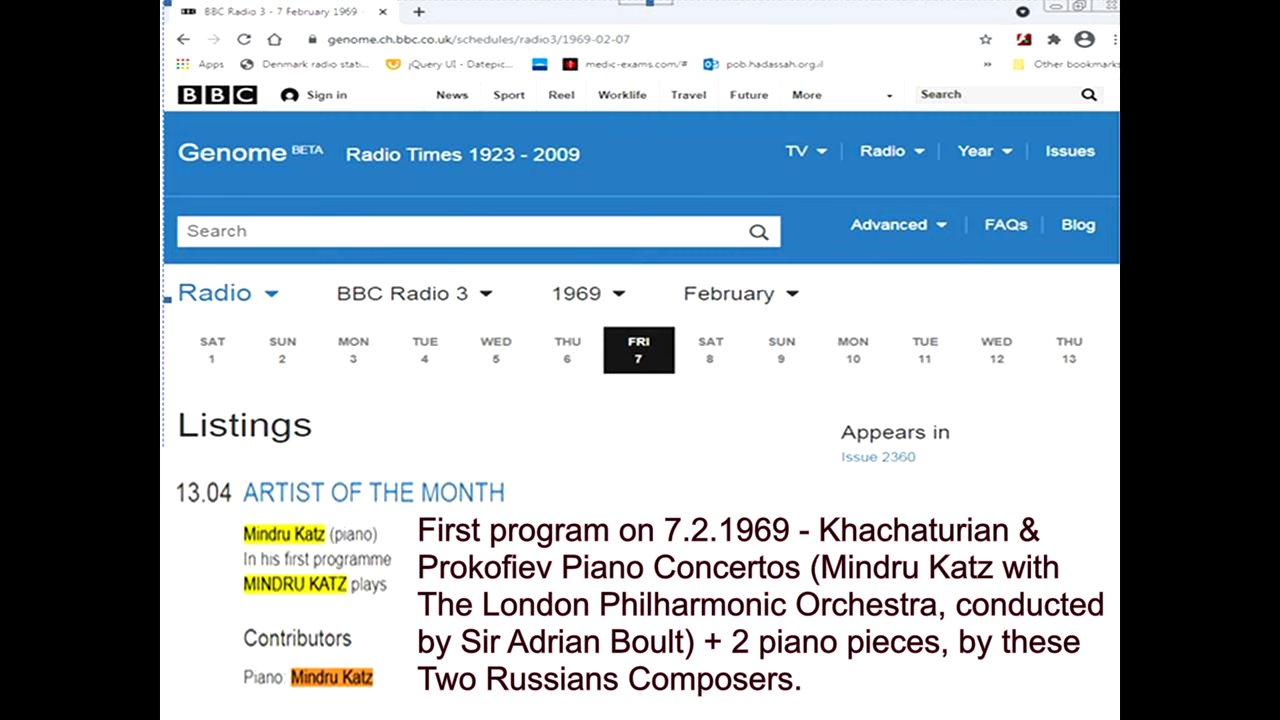 BBC Radio 3 - 7 February 1969
genome.ch.bbc.co.uk/schedules/radio3/1969-02-07
Apps Denmark radio stati... jQuery UI - Datepic... medic-exams.com/# pob.hadassah.org.il » Other bookmarks
BBC Sign in News Sport Reel Worklife Travel Future More Search
Genome BETA Radio Times 1923 - 2009 TV Radio Year Issues
Search Advanced FAQs Blog
Radio BBC Radio 3 1969 February
SAT SUN MON TUE WED THU FRI SAT SUN MON TUE WED THU
1 2 3 4 5 6 7 8 9 10 11 12 13
Listings
Appears in
Issue 2360
13.04 ARTIST OF THE MONTH
Mindru Katz (piano)
In his first programme
MINDRU KATZ plays
Contributors
Piano: Mindru Katz
First program on 7.2.1969 - Khachaturian &
Prokofiev Piano Concertos (Mindru Katz with
The London Philharmonic Orchestra, conducted
by Sir Adrian Boult) + 2 piano pieces, by these
Two Russians Composers.